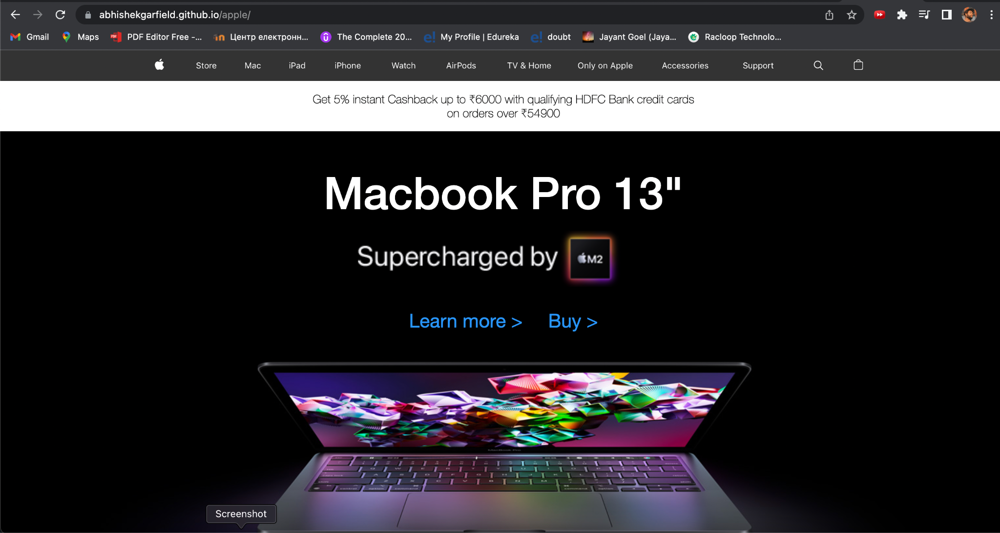 abhishekgarfield.github.io/apple/
Gmail Maps PDF Editor Free -... Центр електронн... The Complete 20... My Profile | Edureka doubt Jayant Goel (Jaya... Racloop Technolo...
Store Mac iPad iPhone Watch AirPods TV & Home Only on Apple Accessories Support
Get 5% instant Cashback up to ₹6000 with qualifying HDFC Bank credit cards
on orders over ₹54900
Macbook Pro 13"
Supercharged by M2
Learn more > Buy >
MacBook Pro
Screenshot